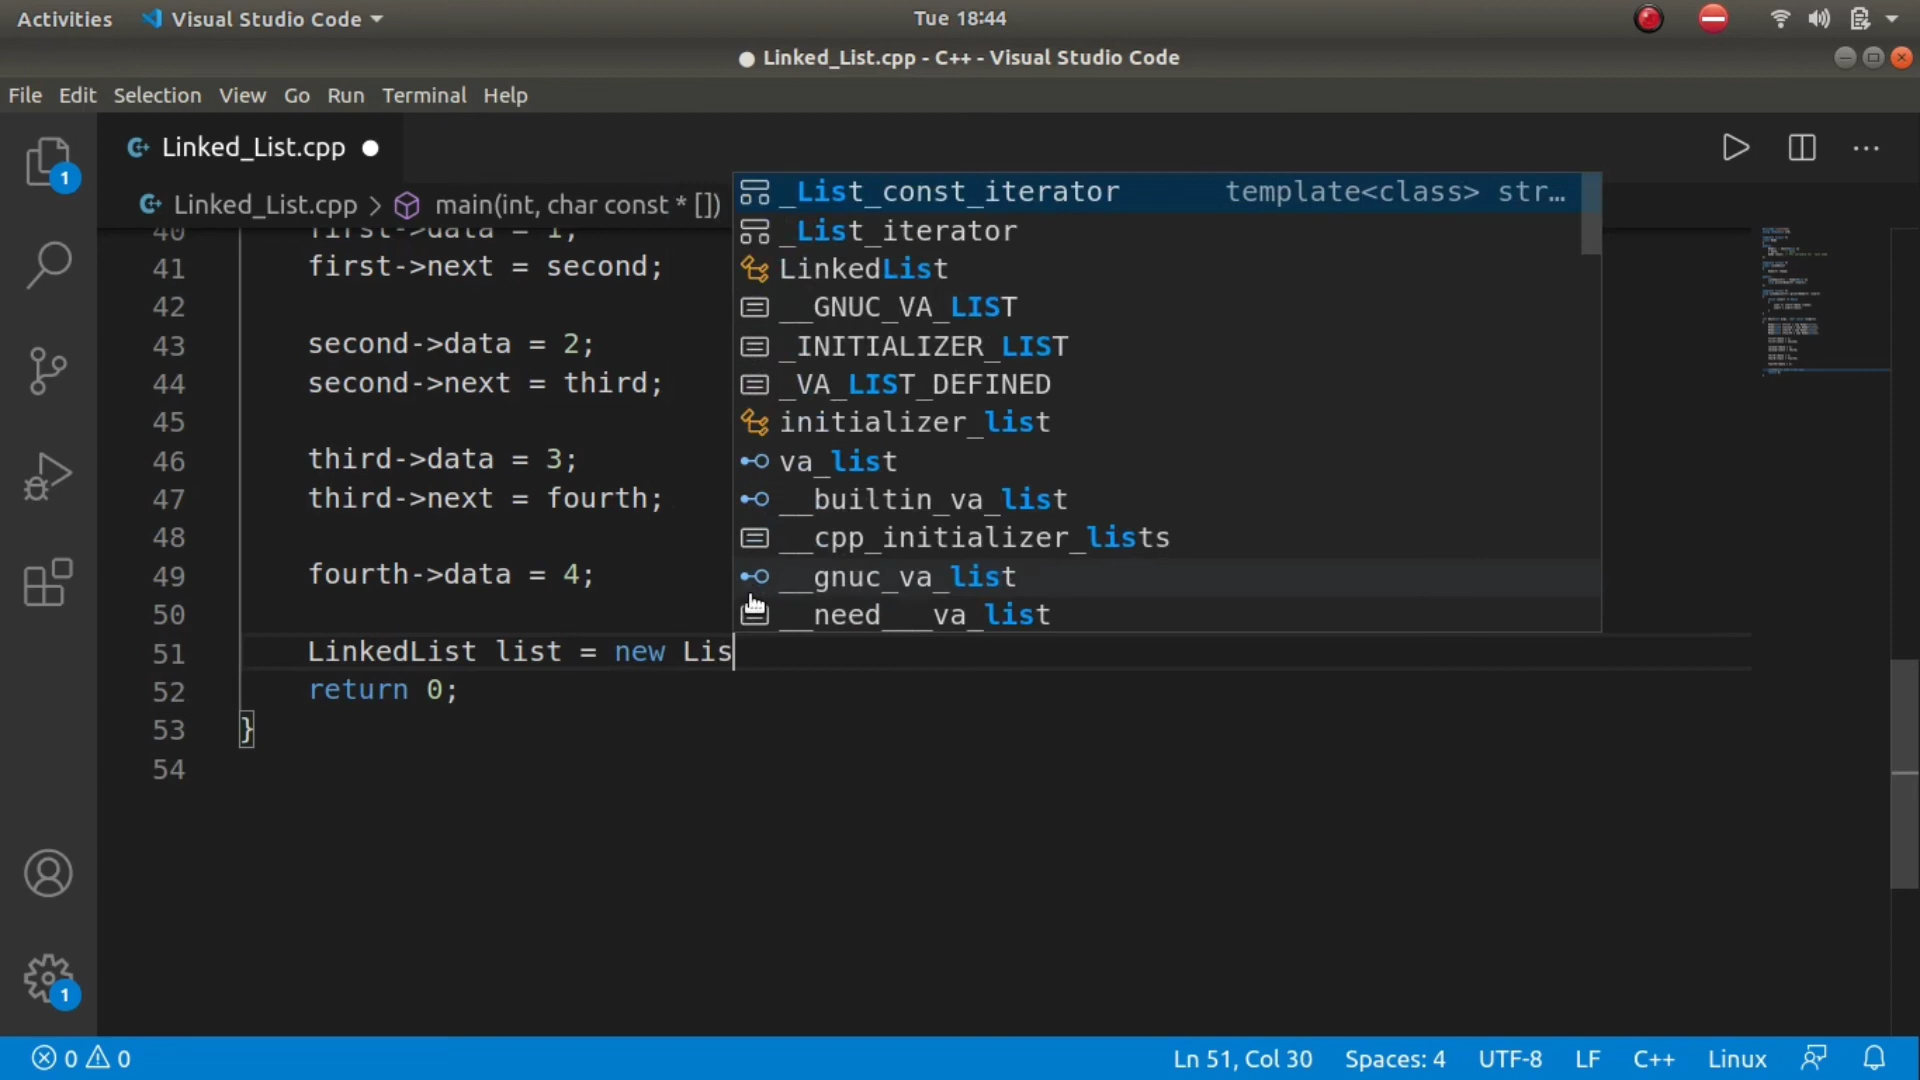 Activities Visual Studio Code Tue 18:44
Linked_List.cpp - C++ - Visual Studio Code
File Edit Selection View Go Run Terminal Help
Linked_List.cpp
Linked_List.cpp > main(int, char const * [])
_List_const_iterator template<class> str…
_List_iterator
LinkedList
__GNUC_VA_LIST
_INITIALIZER_LIST
_VA_LIST_DEFINED
initializer_list
va_list
__builtin_va_list
__cpp_initializer_lists
__gnuc_va_list
__need___va_list
40 first->data = 1;
41 first->next = second;
42
43 second->data = 2;
44 second->next = third;
45
46 third->data = 3;
47 third->next = fourth;
48
49 fourth->data = 4;
50
51 LinkedList list = new Lis
52 return 0;
53 }
54
1
1
0 0 Ln 51, Col 30 Spaces: 4 UTF-8 LF C++ Linux